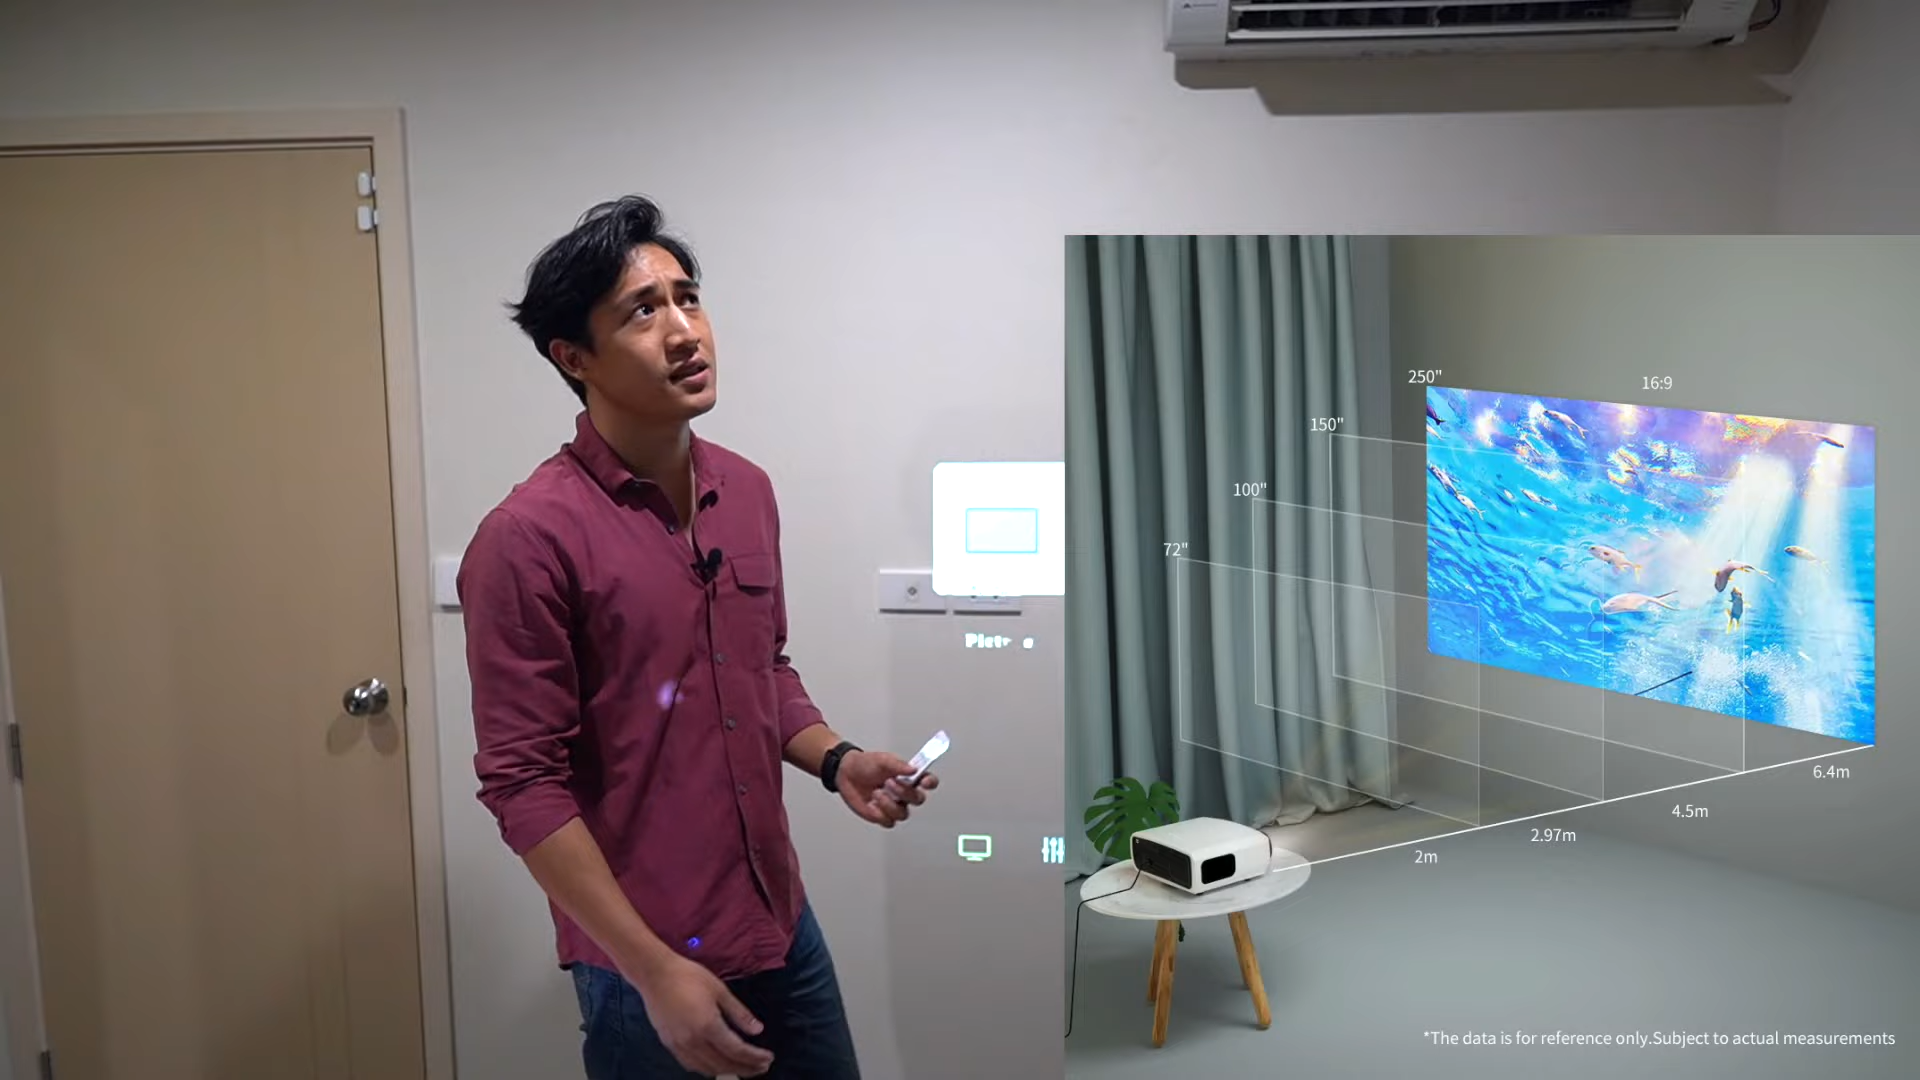 250"
16:9
150"
100"
72"
6.4m
4.5m
2.97m
2m
*The data is for reference only.Subject to actual measurements